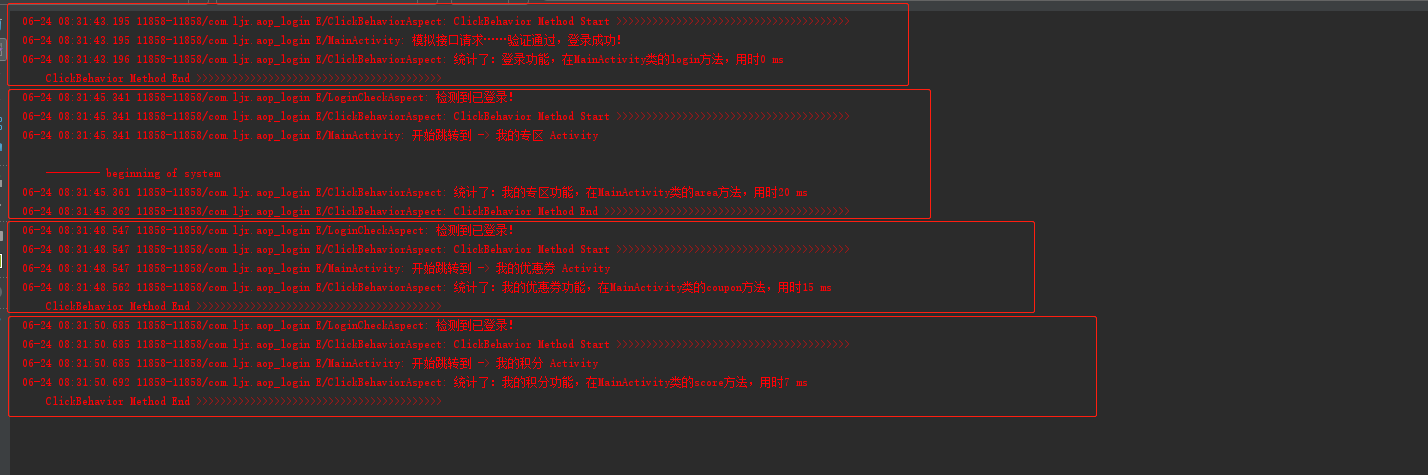 06-24 08:31:43.195 11858-11858/com.ljr.aop_login E/ClickBehaviorAspect: ClickBehavior Method Start >>>>>>>>>>>>>>>>>>>>>>>>>>>>>>>>>>>>>>>
06-24 08:31:43.195 11858-11858/com.ljr.aop_login E/MainActivity: 模拟接口请求……验证通过，登录成功！
06-24 08:31:43.196 11858-11858/com.ljr.aop_login E/ClickBehaviorAspect: 统计了：登录功能，在MainActivity类的login方法，用时0 ms
ClickBehavior Method End >>>>>>>>>>>>>>>>>>>>>>>>>>>>>>>>>>>>>>>>>
06-24 08:31:45.341 11858-11858/com.ljr.aop_login E/LoginCheckAspect: 检测到已登录！
06-24 08:31:45.341 11858-11858/com.ljr.aop_login E/ClickBehaviorAspect: ClickBehavior Method Start >>>>>>>>>>>>>>>>>>>>>>>>>>>>>>>>>>>>>>>
06-24 08:31:45.341 11858-11858/com.ljr.aop_login E/MainActivity: 开始跳转到 -> 我的专区 Activity
--------- beginning of system
06-24 08:31:45.361 11858-11858/com.ljr.aop_login E/ClickBehaviorAspect: 统计了：我的专区功能，在MainActivity类的area方法，用时20 ms
06-24 08:31:45.362 11858-11858/com.ljr.aop_login E/ClickBehaviorAspect: ClickBehavior Method End >>>>>>>>>>>>>>>>>>>>>>>>>>>>>>>>>>>>>>>>>
06-24 08:31:48.547 11858-11858/com.ljr.aop_login E/LoginCheckAspect: 检测到已登录！
06-24 08:31:48.547 11858-11858/com.ljr.aop_login E/ClickBehaviorAspect: ClickBehavior Method Start >>>>>>>>>>>>>>>>>>>>>>>>>>>>>>>>>>>>>>>
06-24 08:31:48.547 11858-11858/com.ljr.aop_login E/MainActivity: 开始跳转到 -> 我的优惠券 Activity
06-24 08:31:48.562 11858-11858/com.ljr.aop_login E/ClickBehaviorAspect: 统计了：我的优惠券功能，在MainActivity类的coupon方法，用时15 ms
ClickBehavior Method End >>>>>>>>>>>>>>>>>>>>>>>>>>>>>>>>>>>>>>>>>
06-24 08:31:50.685 11858-11858/com.ljr.aop_login E/LoginCheckAspect: 检测到已登录！
06-24 08:31:50.685 11858-11858/com.ljr.aop_login E/ClickBehaviorAspect: ClickBehavior Method Start >>>>>>>>>>>>>>>>>>>>>>>>>>>>>>>>>>>>>>>
06-24 08:31:50.685 11858-11858/com.ljr.aop_login E/MainActivity: 开始跳转到 -> 我的积分 Activity
06-24 08:31:50.692 11858-11858/com.ljr.aop_login E/ClickBehaviorAspect: 统计了：我的积分功能，在MainActivity类的score方法，用时7 ms
ClickBehavior Method End >>>>>>>>>>>>>>>>>>>>>>>>>>>>>>>>>>>>>>>>>